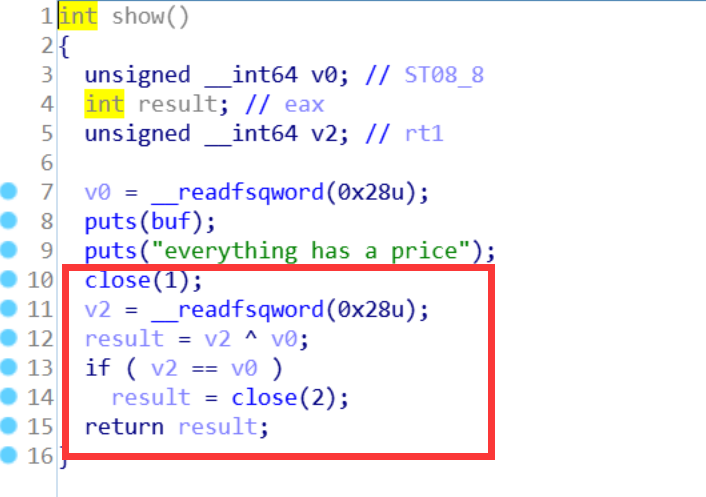 1 int show()
2 {
3 unsigned __int64 v0; // ST08_8
4 int result; // eax
5 unsigned __int64 v2; // rt1
6
7 v0 = __readfsqword(0x28u);
8 puts(buf);
9 puts("everything has a price");
10 close(1);
11 v2 = __readfsqword(0x28u);
12 result = v2 ^ v0;
13 if ( v2 == v0 )
14 result = close(2);
15 return result;
16 }